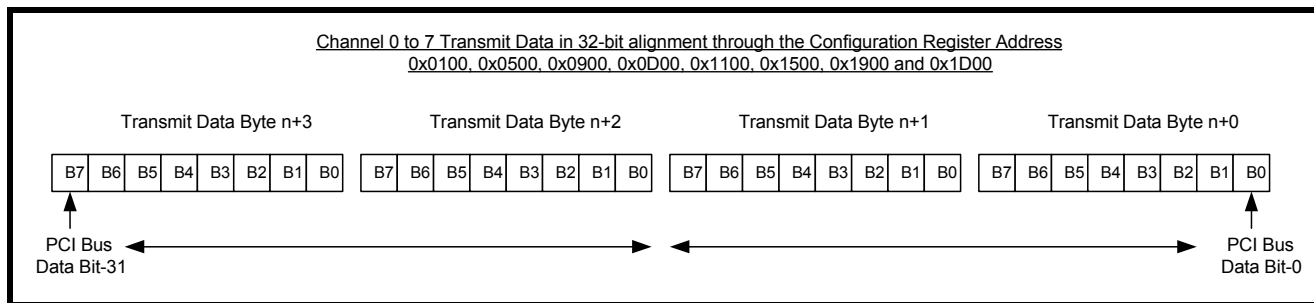 Channel 0 to 7 Transmit Data in 32-bit alignment through the Configuration Register Address
0x0100, 0x0500, 0x0900, 0x0D00, 0x1100, 0x1500, 0x1900 and 0x1D00
Transmit Data Byte n+3 Transmit Data Byte n+2 Transmit Data Byte n+1 Transmit Data Byte n+0
B7 B6 B5 B4 B3 B2 B1 B0 B7 B6 B5 B4 B3 B2 B1 B0 B7 B6 B5 B4 B3 B2 B1 B0 B7 B6 B5 B4 B3 B2 B1 B0
PCI Bus PCI Bus
Data Bit-31 Data Bit-0